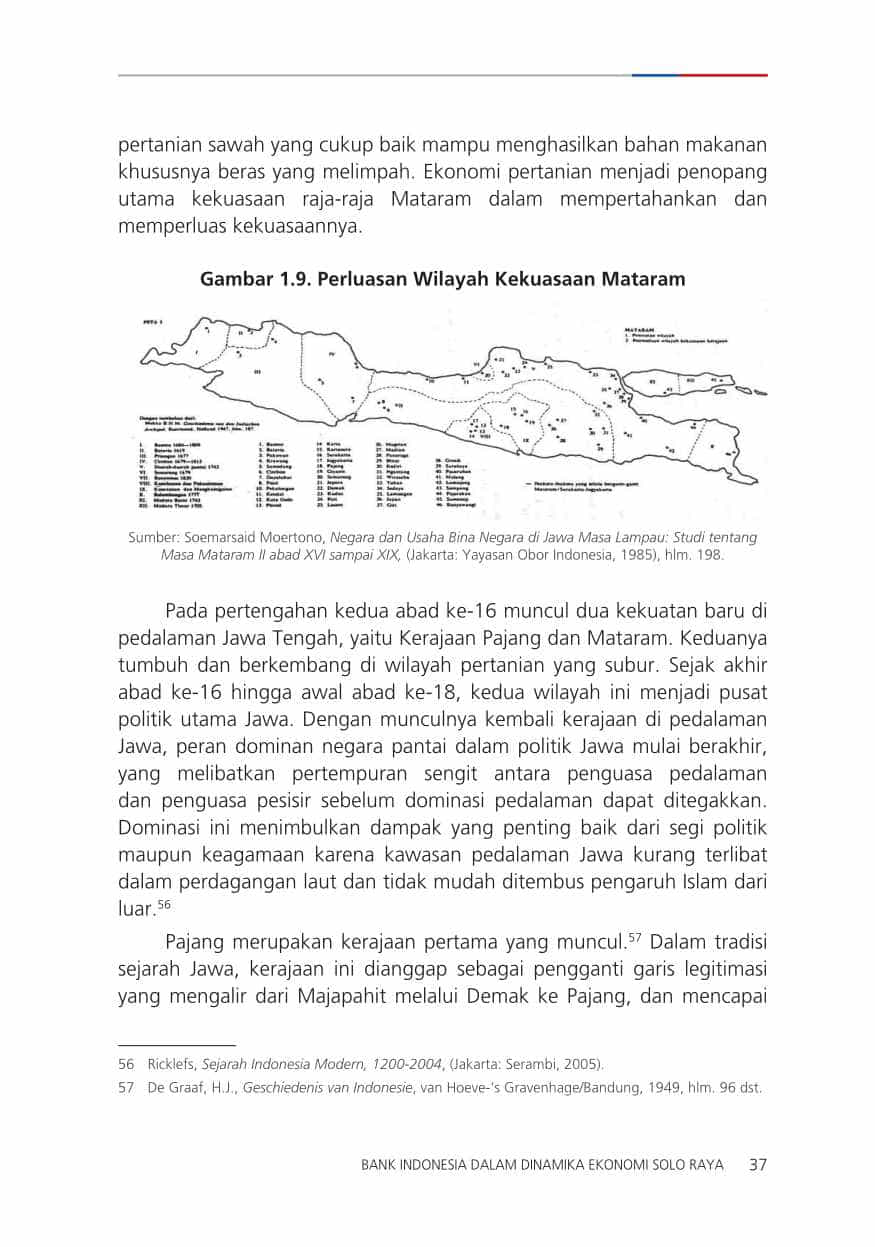 pertanian sawah yang cukup baik mampu menghasilkan bahan makanan
khususnya beras yang melimpah. Ekonomi pertanian menjadi penopang
utama kekuasaan raja-raja Mataram dalam mempertahankan dan
memperluas kekuasaannya.
Gambar 1.9. Perluasan Wilayah Kekuasaan Mataram
PETA 3
MATARAM
Sumber: Soemarsaid Moertono, Negara dan Usaha Bina Negara di Jawa Masa Lampau: Studi tentang
Masa Mataram II abad XVI sampai XIX, (Jakarta: Yayasan Obor Indonesia, 1985), hlm. 198.
Pada pertengahan kedua abad ke-16 muncul dua kekuatan baru di
pedalaman Jawa Tengah, yaitu Kerajaan Pajang dan Mataram. Keduanya
tumbuh dan berkembang di wilayah pertanian yang subur. Sejak akhir
abad ke-16 hingga awal abad ke-18, kedua wilayah ini menjadi pusat
politik utama Jawa. Dengan munculnya kembali kerajaan di pedalaman
Jawa, peran dominan negara pantai dalam politik Jawa mulai berakhir,
yang melibatkan pertempuran sengit antara penguasa pedalaman
dan penguasa pesisir sebelum dominasi pedalaman dapat ditegakkan.
Dominasi ini menimbulkan dampak yang penting baik dari segi politik
maupun keagamaan karena kawasan pedalaman Jawa kurang terlibat
dalam perdagangan laut dan tidak mudah ditembus pengaruh Islam dari
luar.56
Pajang merupakan kerajaan pertama yang muncul.57 Dalam tradisi
sejarah Jawa, kerajaan ini dianggap sebagai pengganti garis legitimasi
yang mengalir dari Majapahit melalui Demak ke Pajang, dan mencapai
56 Ricklefs, Sejarah Indonesia Modern, 1200-2004, (Jakarta: Serambi, 2005).
57 De Graaf, H.J., Geschiedenis van Indonesie, van Hoeve-'s Gravenhage/Bandung, 1949, hlm. 96 dst.
BANK INDONESIA DALAM DINAMIKA EKONOMI SOLO RAYA 37